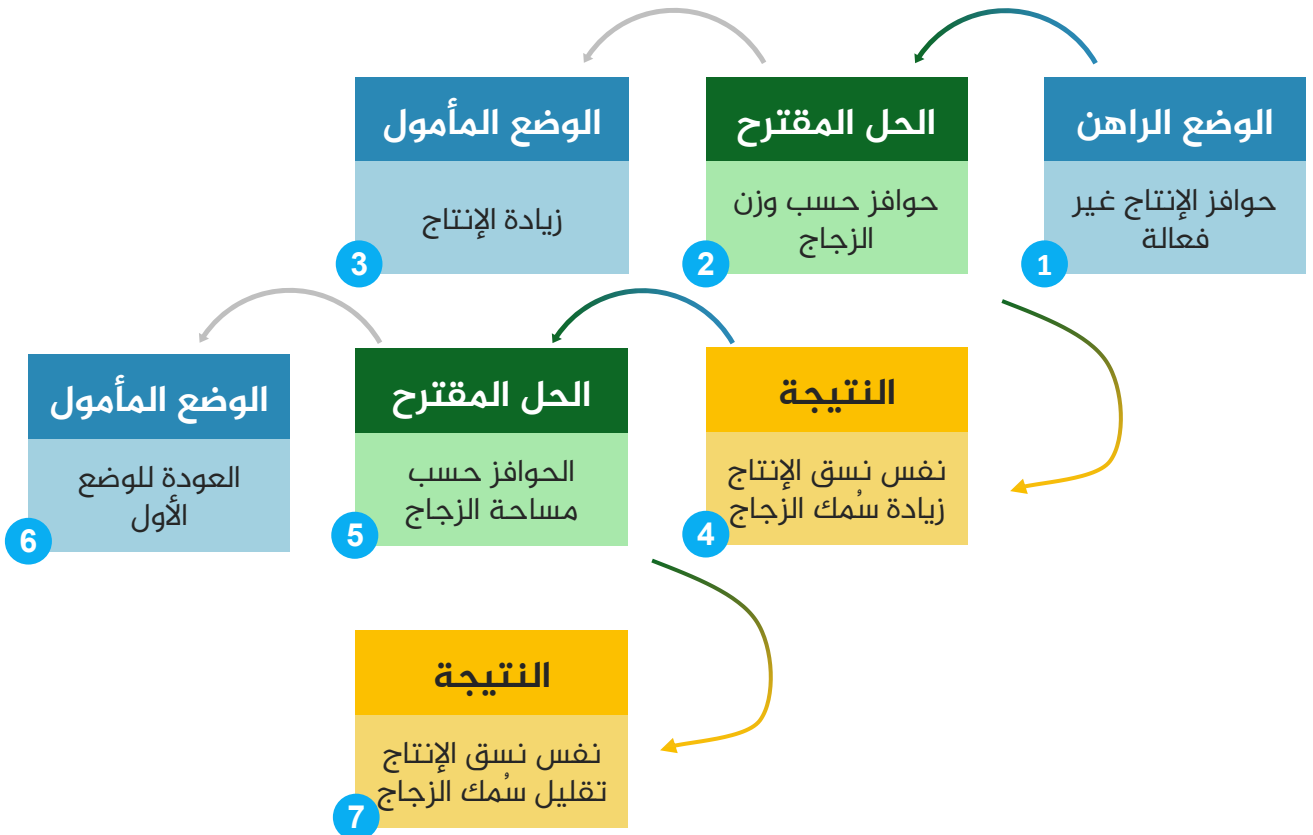 الوضع الراهن
حوافز الإنتاج غير
فعالة
1
الحل المقترح
حوافز حسب وزن
الزجاج
2
الوضع المأمول
زيادة الإنتاج
3
النتيجة
نفس نسق الإنتاج
زيادة سُمك الزجاج
4
الحل المقترح
الحوافز حسب
مساحة الزجاج
5
الوضع المأمول
العودة للوضع
الأول
6
النتيجة
نفس نسق الإنتاج
تقليل سُمك الزجاج
7